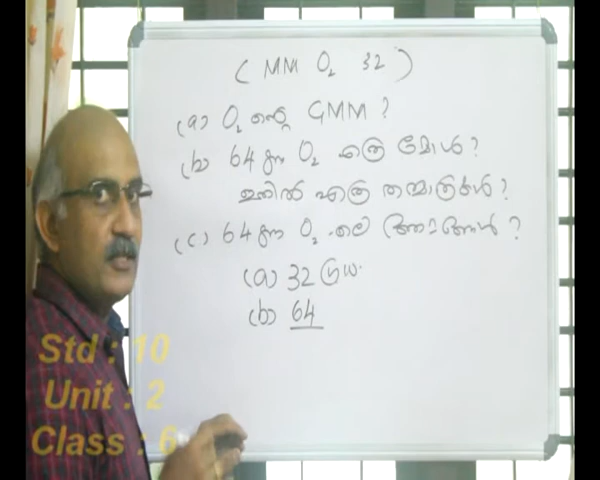 ( MM O₂ 32 )
(a) O₂ ന്റെ GMM ?
(b) 64 ഗ്രാം O₂ എത്ര മോൾ ?
ഇതിൽ എത്ര തന്മാത്രകൾ ?
(c) 64 ഗ്രാം O₂ -ലെ ആറ്റങ്ങൾ ?
(a) 32 ഗ്രാം
(b) 64
Std : 10
Unit : 2
Class : 6